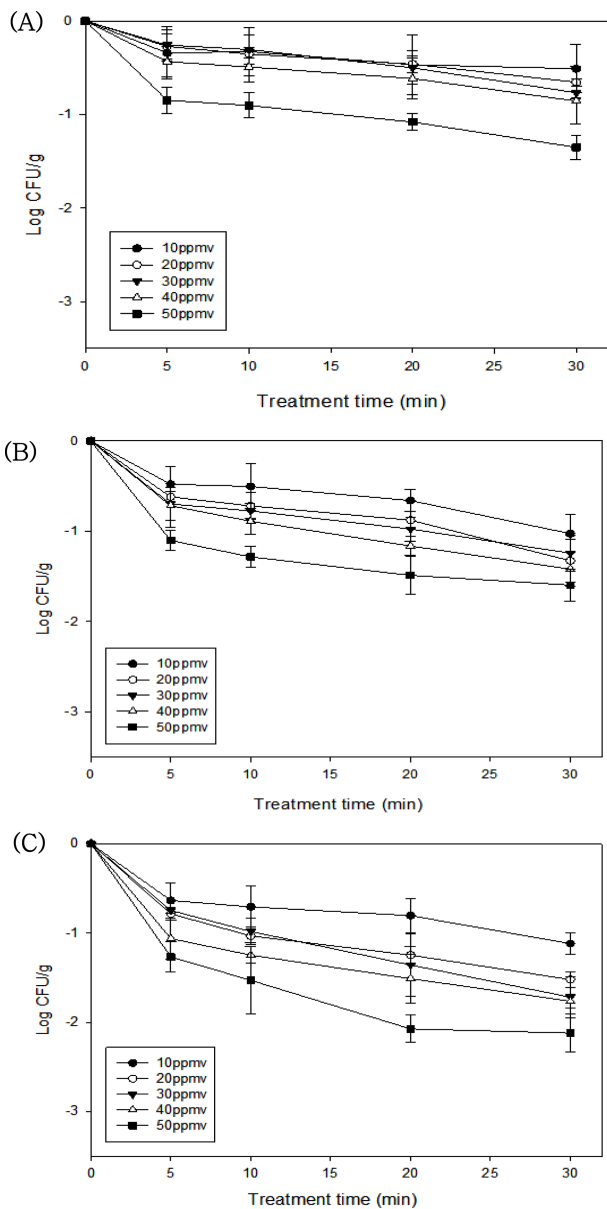 (A)
0
-1
-2
-3
Log CFU/g
10ppmv
20ppmv
30ppmv
40ppmv
50ppmv
0 5 10 15 20 25 30
Treatment time (min)
(B)
0
-1
-2
-3
Log CFU/g
10ppmv
20ppmv
30ppmv
40ppmv
50ppmv
0 5 10 15 20 25 30
Treatment time (min)
(C)
0
-1
-2
-3
Log CFU/g
10ppmv
20ppmv
30ppmv
40ppmv
50ppmv
0 5 10 15 20 25 30
Treatment time (min)